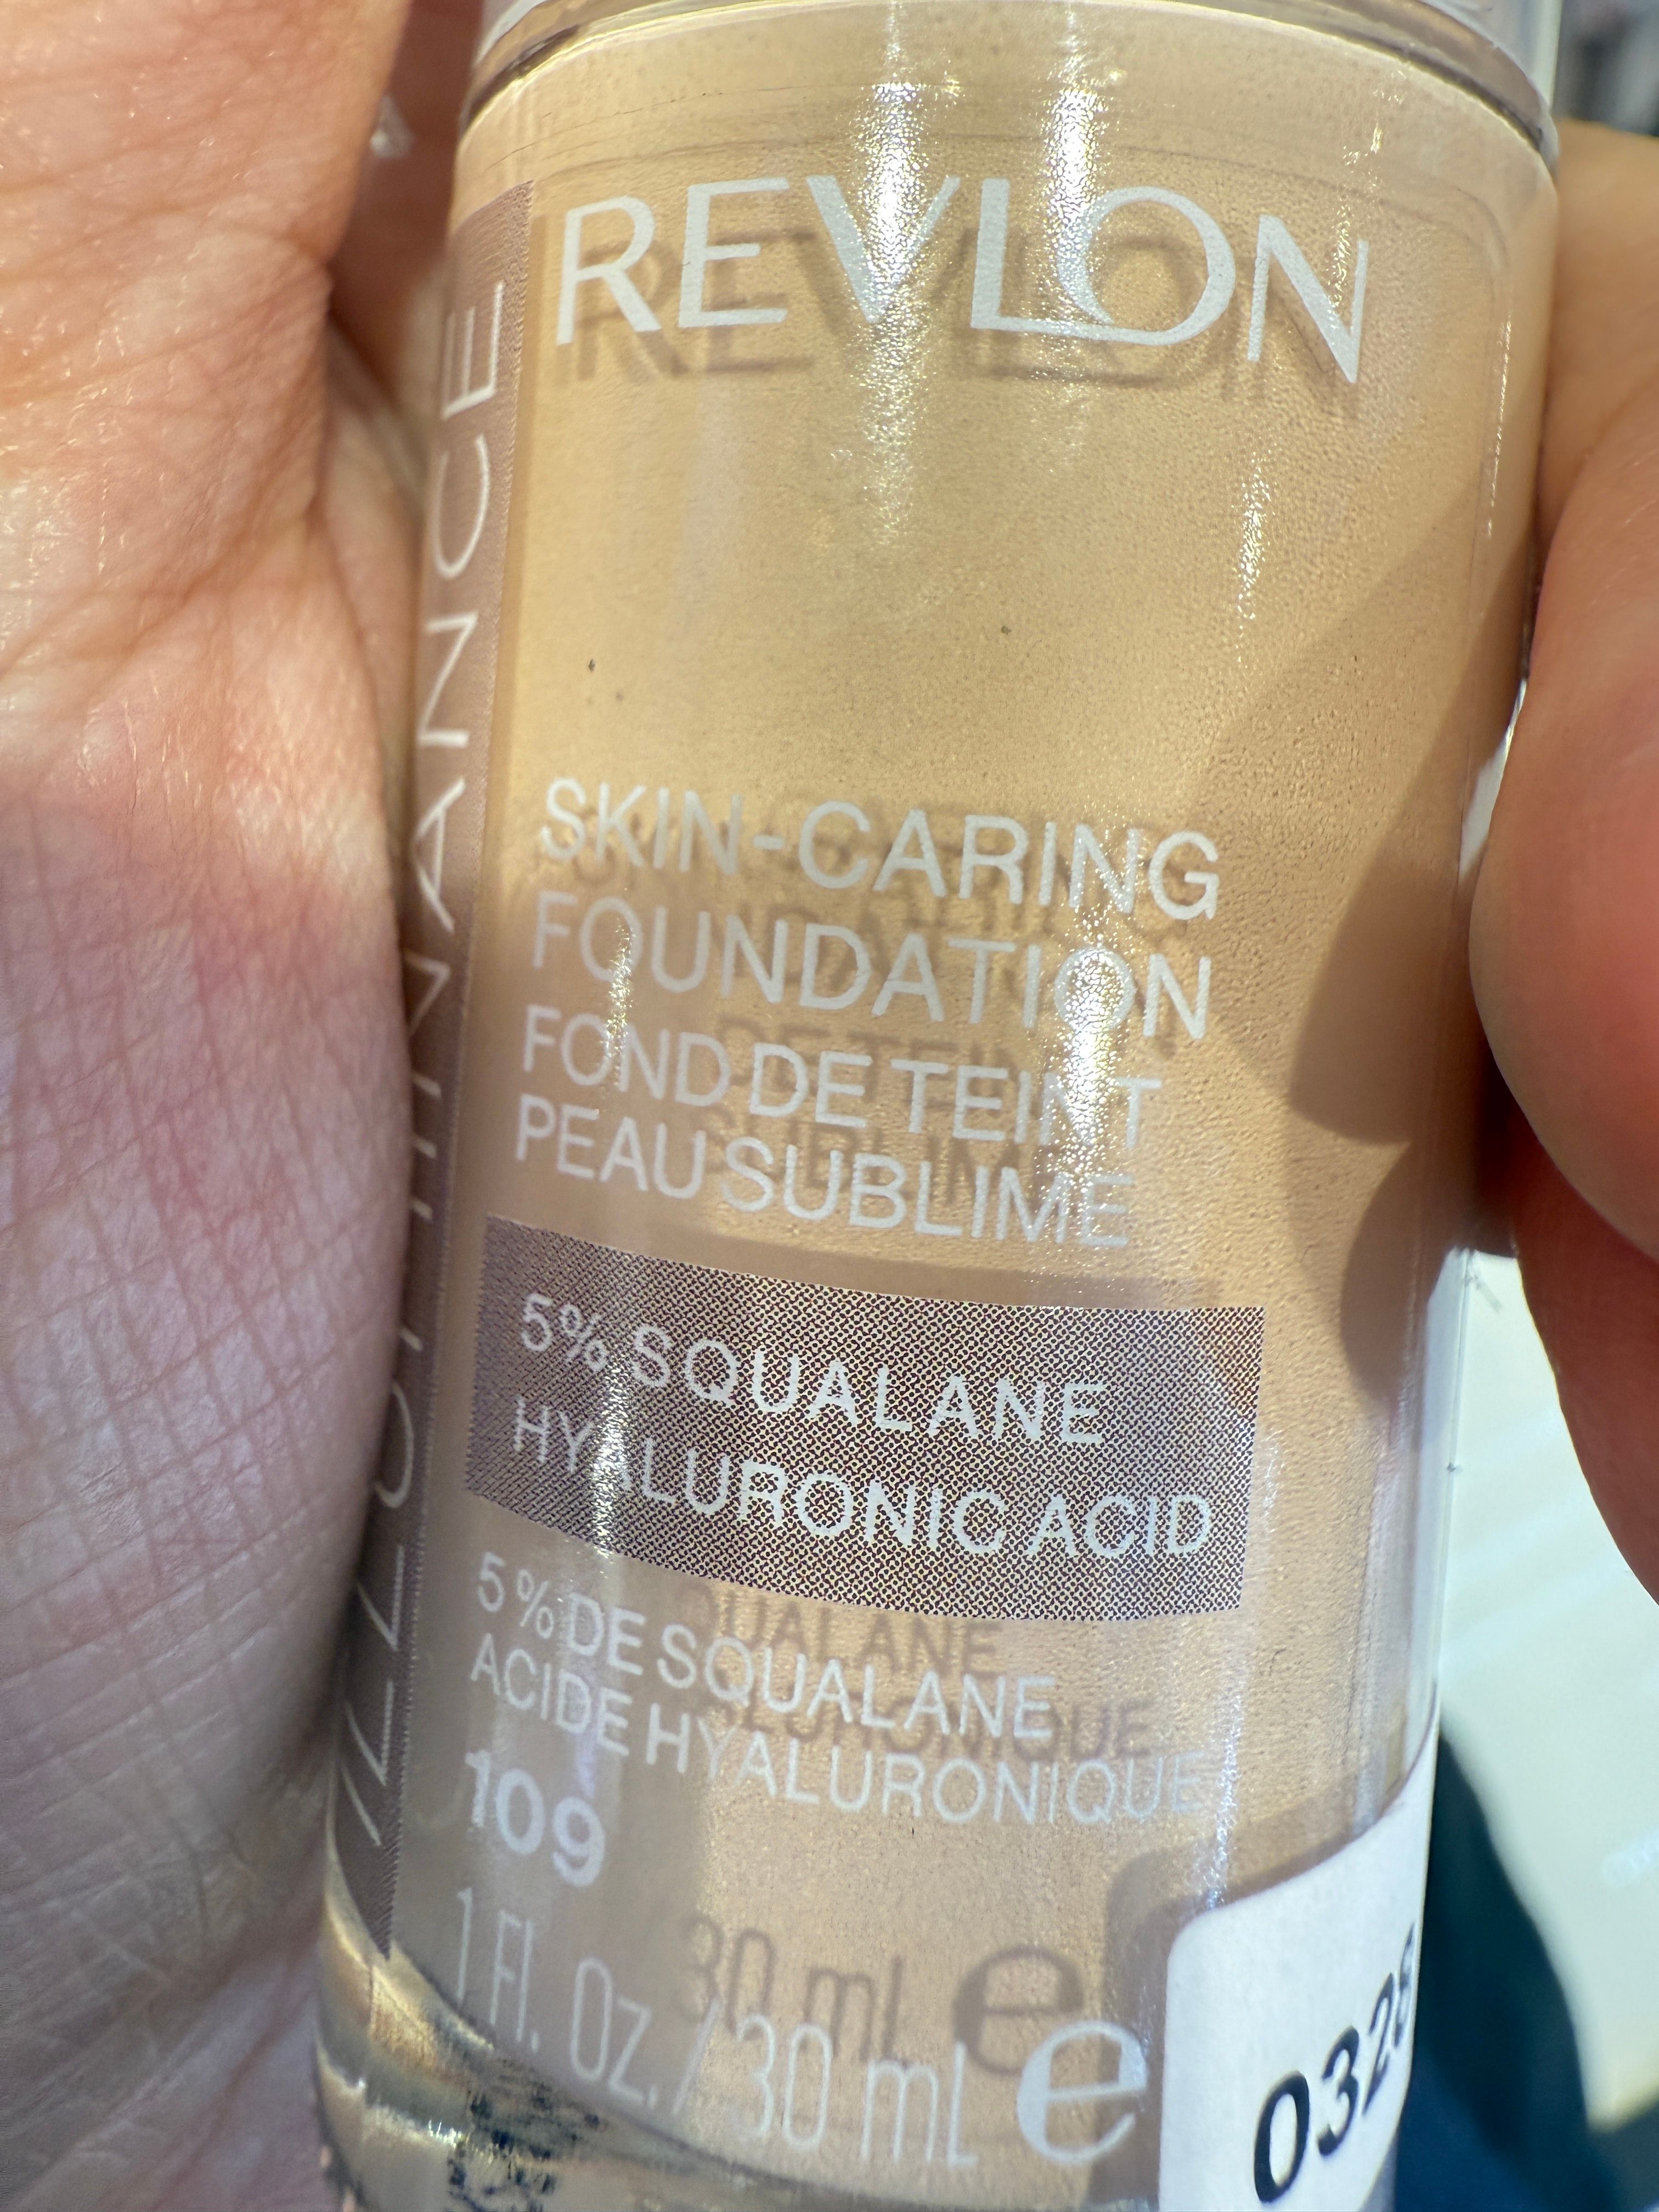 REVLON
ILLUMINANCE
SKIN-CARING
FOUNDATION
FOND DE TEINT
PEAU SUBLIME
5% SQUALANE
HYALURONIC ACID
5% DE SQUALANE
ACIDE HYALURONIQUE
109
1 Fl. Oz. / 30 mL e